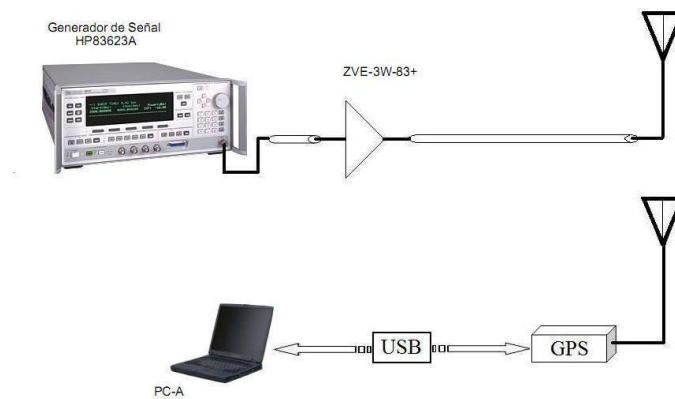 Generador de Señal
HP83623A
ZVE-3W-83+
USB
GPS
PC-A